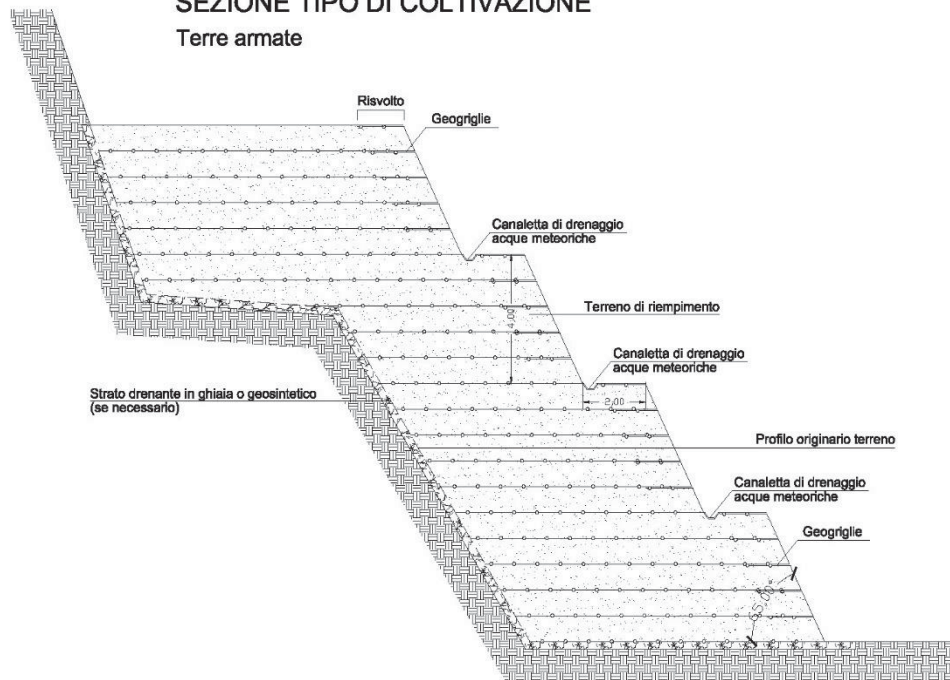 SEZIONE TIPO DI COLTIVAZIONE
Terre armate
Risvolto
Geogriglie
Canaletta di drenaggio
acque meteoriche
4,00
Terreno di riempimento
Canaletta di drenaggio
acque meteoriche
2,00
Strato drenante in ghiaia o geosintetico
(se necessario)
Profilo originario terreno
Canaletta di drenaggio
acque meteoriche
Geogriglie
65,00°